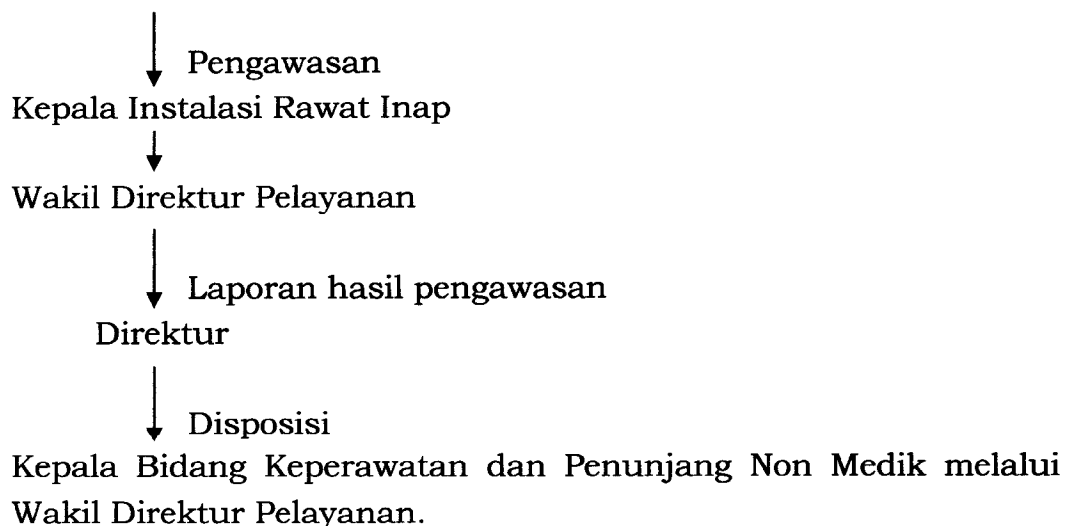 Pengawasan
Kepala Instalasi Rawat Inap
Wakil Direktur Pelayanan
Laporan hasil pengawasan
Direktur
Disposisi
Kepala Bidang Keperawatan dan Penunjang Non Medik melalui
Wakil Direktur Pelayanan.